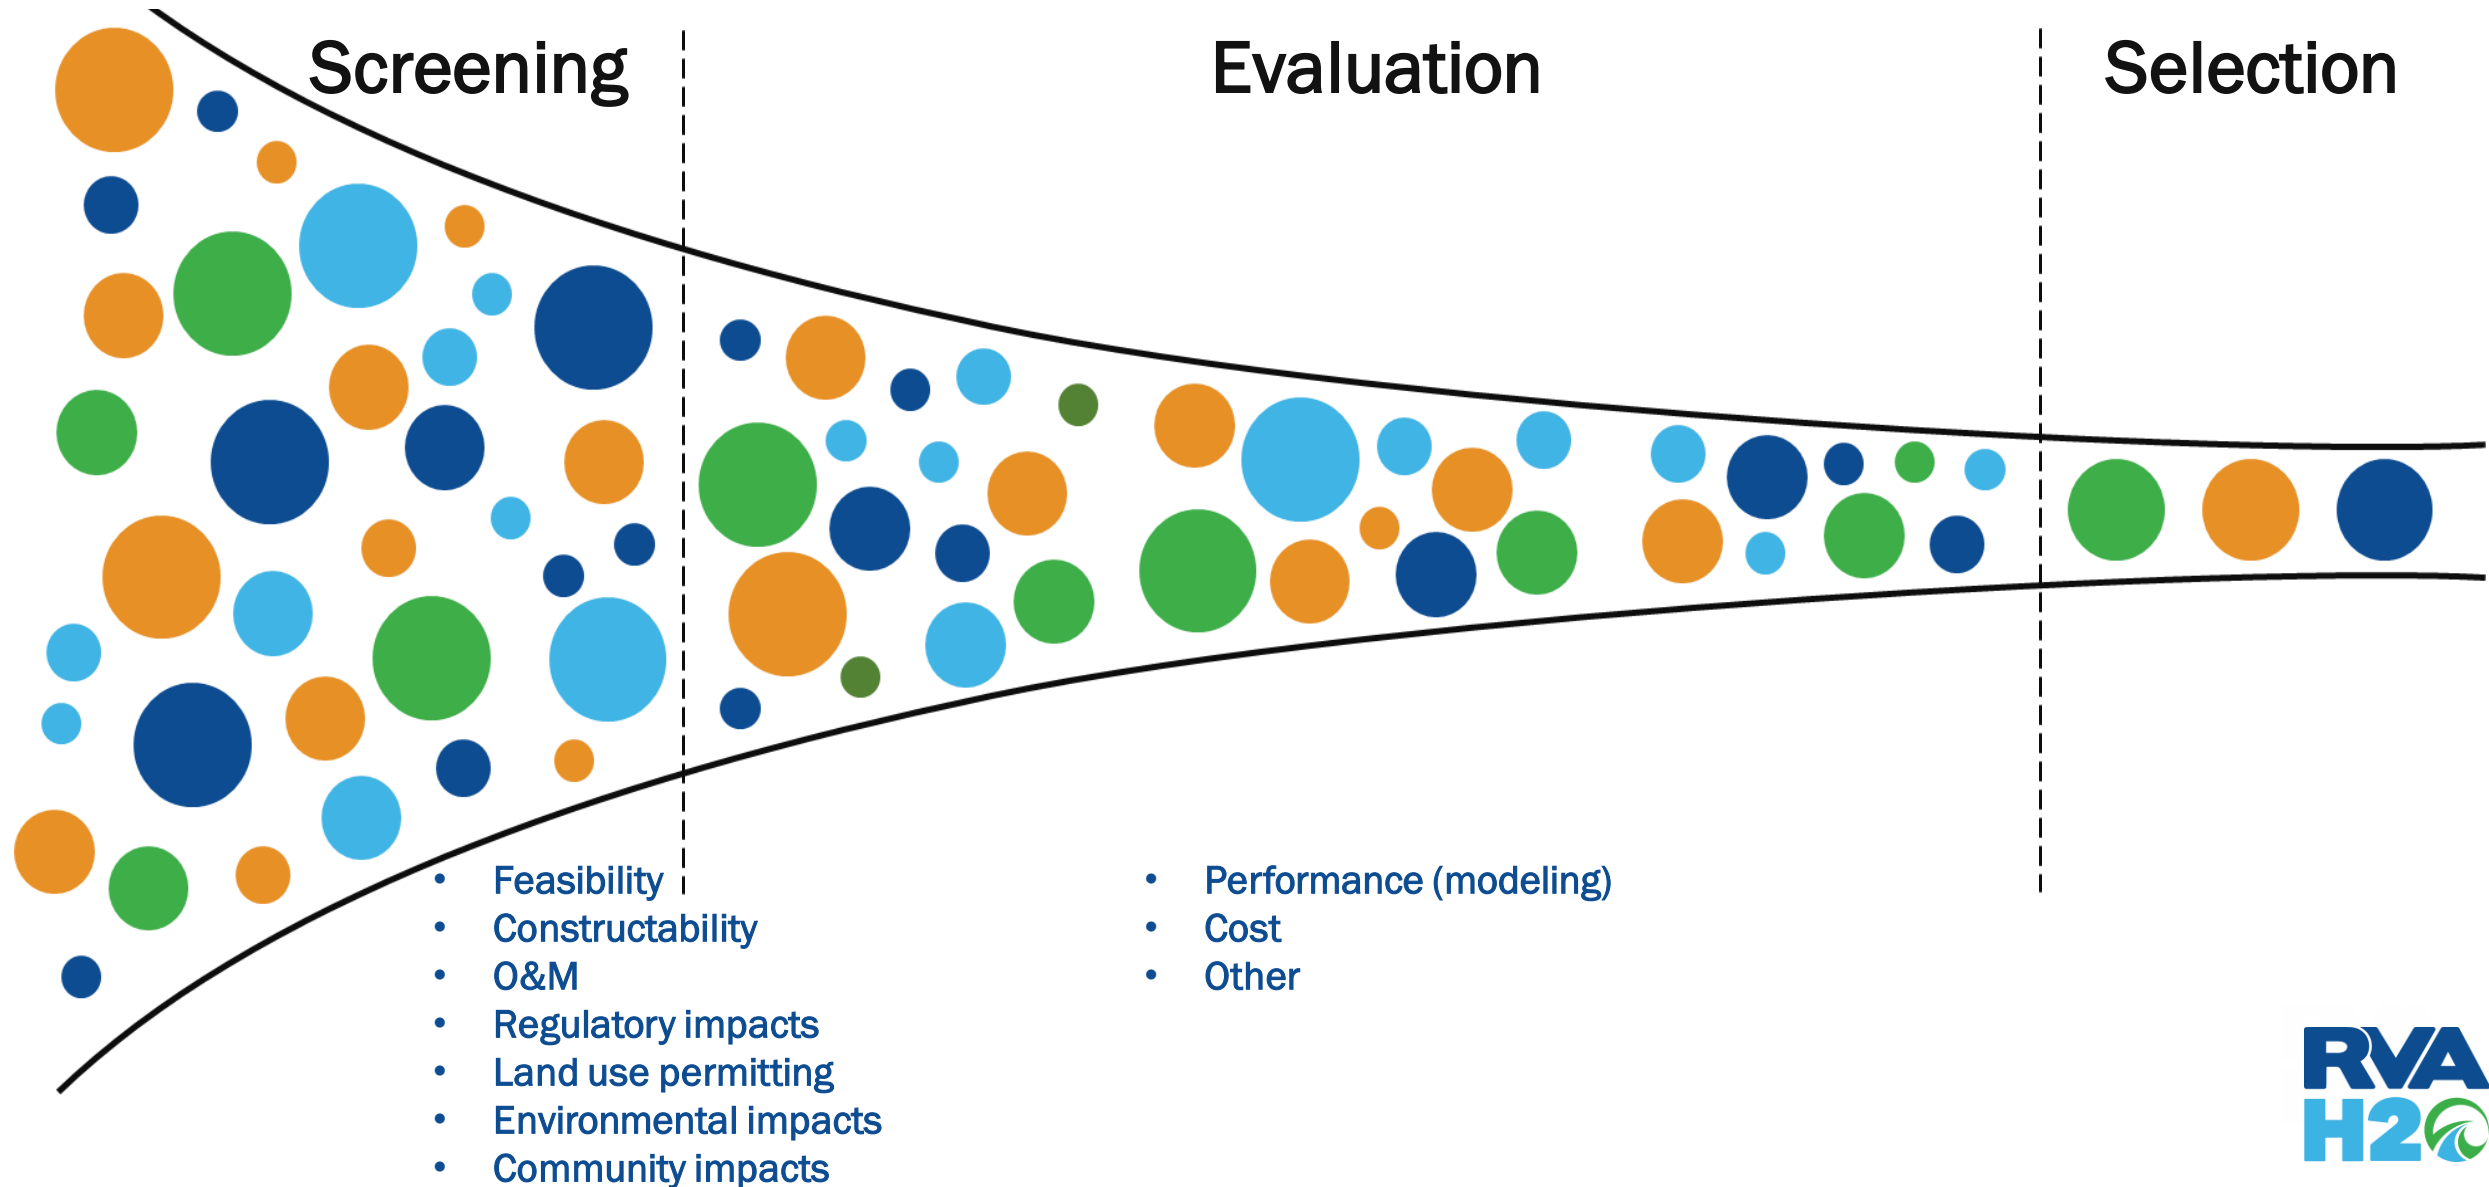 Screening
Evaluation
Selection
• Feasibility
• Constructability
• O&M
• Regulatory impacts
• Land use permitting
• Environmental impacts
• Community impacts
• Performance (modeling)
• Cost
• Other
RVA
H2O